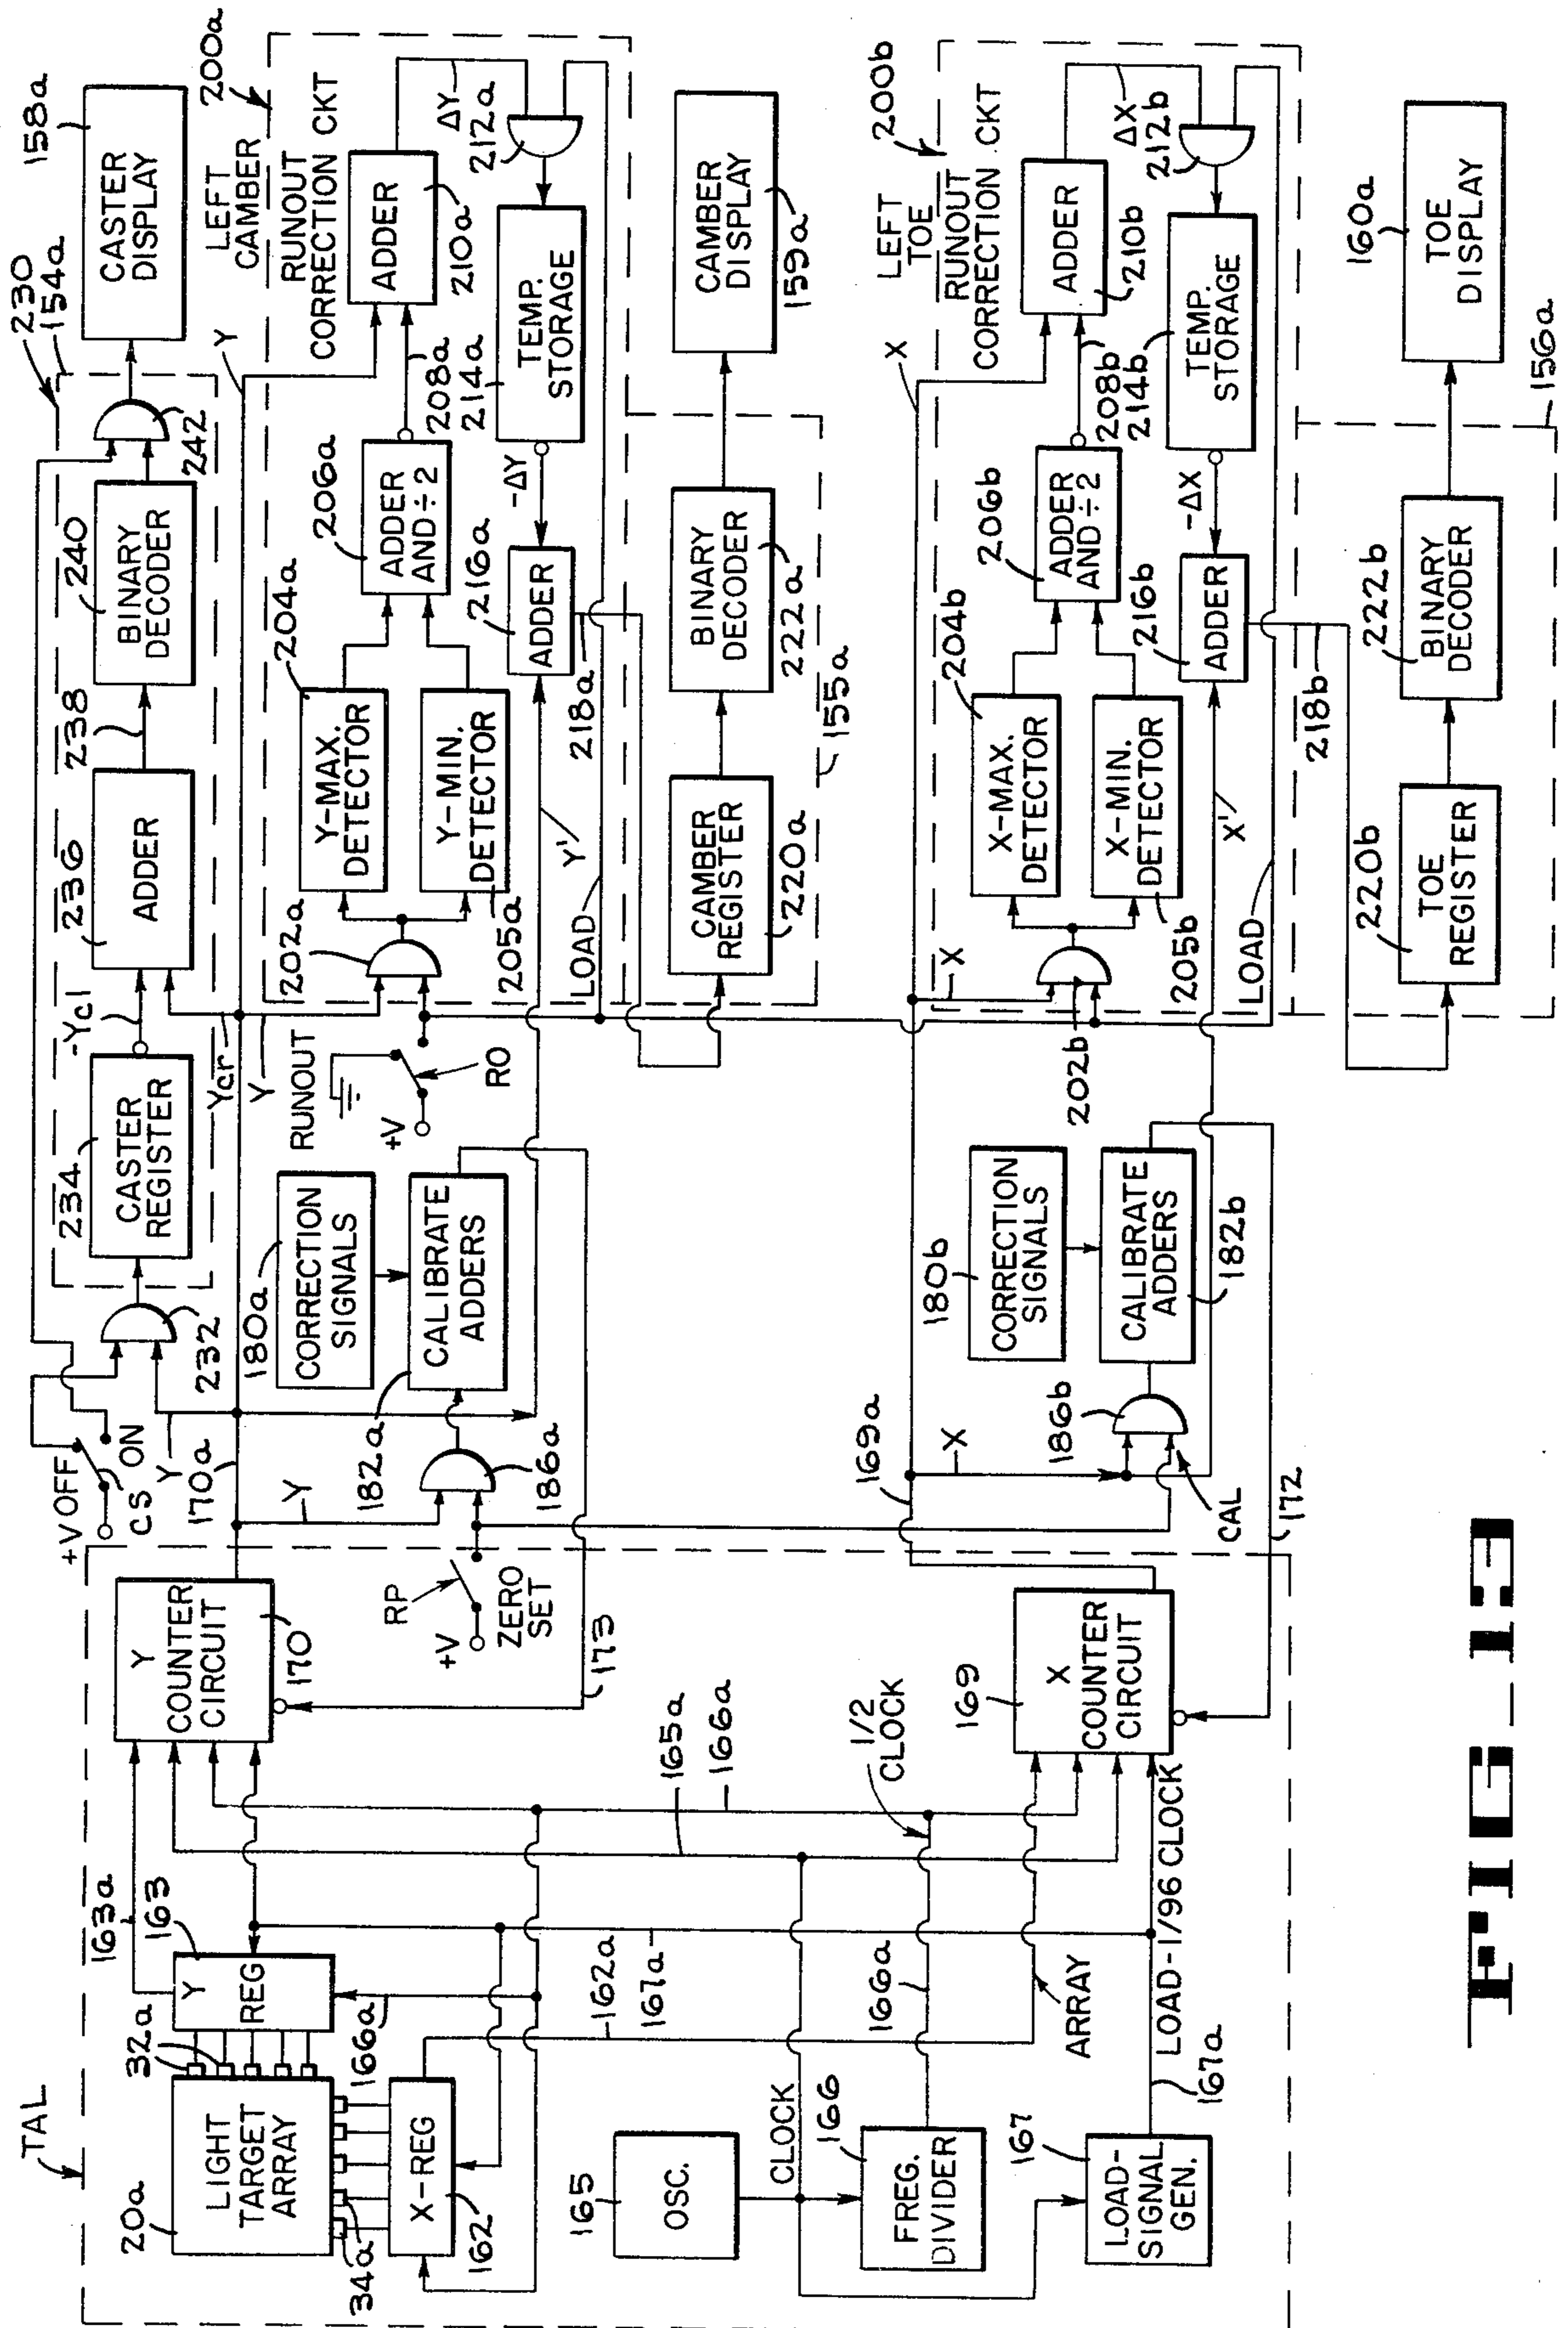 TAL
20a
LIGHT
TARGET
ARRAY
32a
34a
163a
163
Y
REG
166a
X-REG
162
162a
167a
165
OSC.
CLOCK
166
FREG.
DIVIDER
166a
167
LOAD-
SIGNAL
GEN.
167a
LOAD-1/96 CLOCK
ARRAY
165a
166a
1/2
CLOCK
Y
COUNTER
CIRCUIT
170
173
169
X
COUNTER
CIRCUIT
172
RP
+V
ZERO
SET
+V
OFF
CS
ON
Y
170a
Y
232
234
CASTER
REGISTER
-Ycl
Ycr
Y
236
ADDER
238
240
BINARY
DECODER
242
230
154a
158a
CASTER
DISPLAY
180a
CORRECTION
SIGNALS
182a
CALIBRATE
ADDERS
186a
RUNOUT
+V
RO
Y
200a
LEFT
CAMBER
RUNOUT
CORRECTION CKT
202a
204a
Y-MAX.
DETECTOR
Y-MIN.
DETECTOR
205a
206a
ADDER
AND ÷ 2
208a
ADDER
210a
ΔY
212a
214a
TEMP.
STORAGE
-ΔY
216a
ADDER
218a
Y'
LOAD
CAMBER
REGISTER
220a
BINARY
DECODER
222a
155a
CAMBER
DISPLAY
159a
169a
X
180b
CORRECTION
SIGNALS
CALIBRATE
ADDERS
182b
186b
CAL
X
200b
LEFT
TOE
RUNOUT
CORRECTION CKT
X
202b
204b
X-MAX.
DETECTOR
X-MIN.
DETECTOR
205b
206b
ADDER
AND ÷ 2
208b
ADDER
210b
ΔX
212b
214b
TEMP.
STORAGE
-ΔX
216b
ADDER
218b
X'
LOAD
220b
TOE
REGISTER
222b
BINARY
DECODER
156a
160a
TOE
DISPLAY
FIG_13